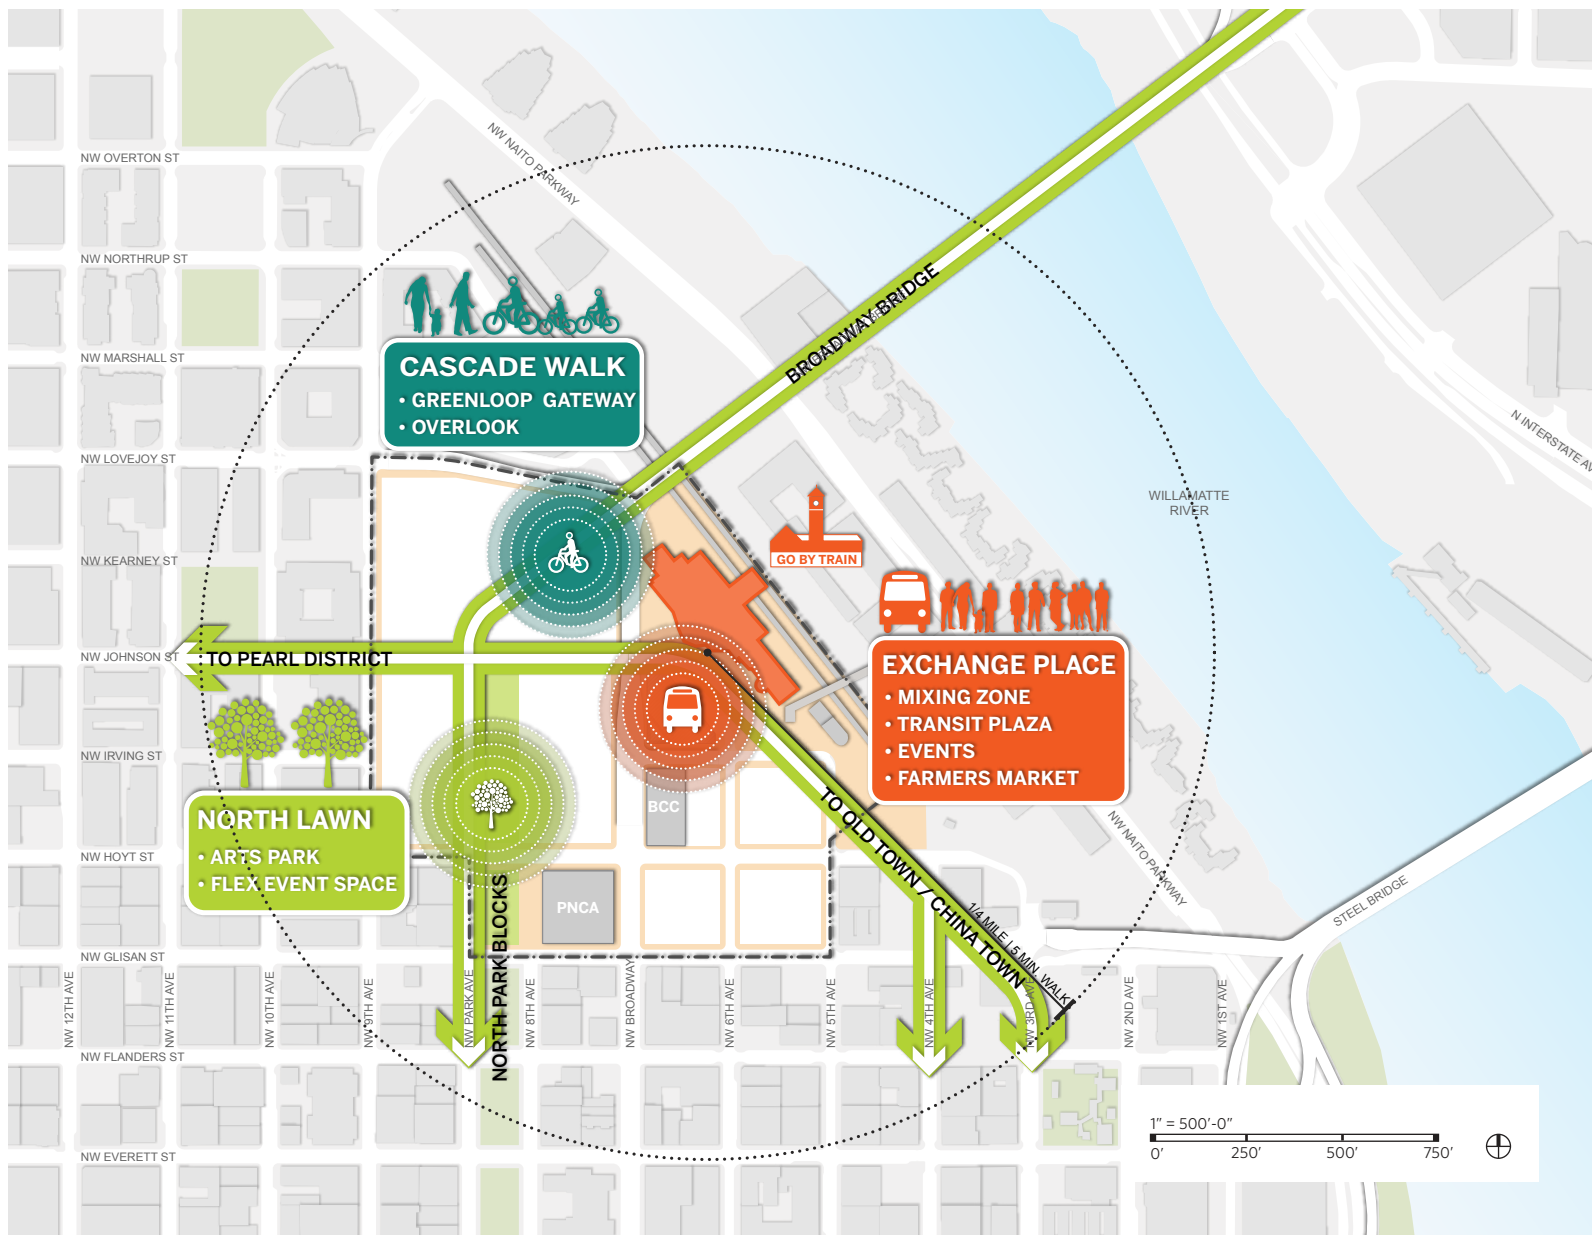 NW OVERTON ST
NW NAITO PARKWAY
NW NORTHRUP ST
BROADWAY BRIDGE
NW MARSHALL ST
CASCADE WALK
• GREENLOOP GATEWAY
• OVERLOOK
N INTERSTATE AV
NW LOVEJOY ST
WILLAMATTE
RIVER
NW KEARNEY ST
GO BY TRAIN
NW JOHNSON ST
TO PEARL DISTRICT
EXCHANGE PLACE
• MIXING ZONE
• TRANSIT PLAZA
• EVENTS
• FARMERS MARKET
NW IRVING ST
BCC
TO OLD TOWN / CHINA TOWN
NORTH LAWN
• ARTS PARK
• FLEX EVENT SPACE
NW NAITO PARKWAY
NW HOYT ST
PNCA
NORTH PARK BLOCKS
1/4 MILE | 5 MIN. WALK
STEEL BRIDGE
NW GLISAN ST
NW 12TH AVE
NW 11TH AVE
NW 10TH AVE
NW 9TH AVE
NW PARK AVE
NW 8TH AVE
NW BROADWAY
NW 6TH AVE
NW 5TH AVE
NW 4TH AVE
NW 3RD AVE
NW 2ND AVE
NW 1ST AVE
NW FLANDERS ST
NW EVERETT ST
1" = 500'-0"
0' 250' 500' 750'